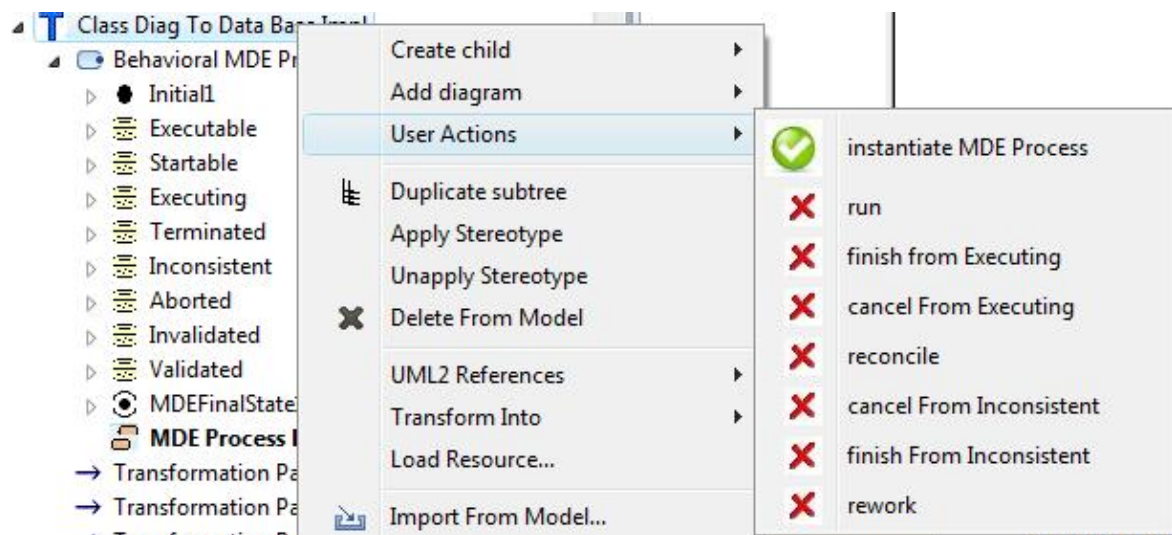 Class Diag To Data Base Impl
Behavioral MDE Pr
Initial1
Executable
Startable
Executing
Terminated
Inconsistent
Aborted
Invalidated
Validated
MDEFinalState
MDE Process
Transformation Pa
Transformation Pa
Create child
Add diagram
User Actions
Duplicate subtree
Apply Stereotype
Unapply Stereotype
Delete From Model
UML2 References
Transform Into
Load Resource...
Import From Model...
instantiate MDE Process
run
finish from Executing
cancel From Executing
reconcile
cancel From Inconsistent
finish From Inconsistent
rework